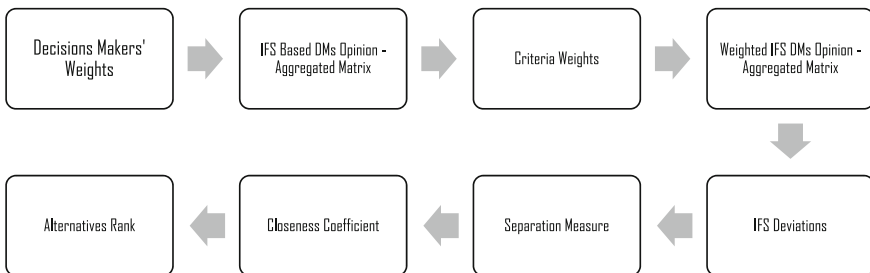 Decisions Makers'
Weights
IFS Based DMs Opinion -
Aggregated Matrix
Criteria Weights
Weighted IFS DMs Opinion -
Aggregated Matrix
IFS Deviations
Separation Measure
Closeness Coefficient
Alternatives Rank